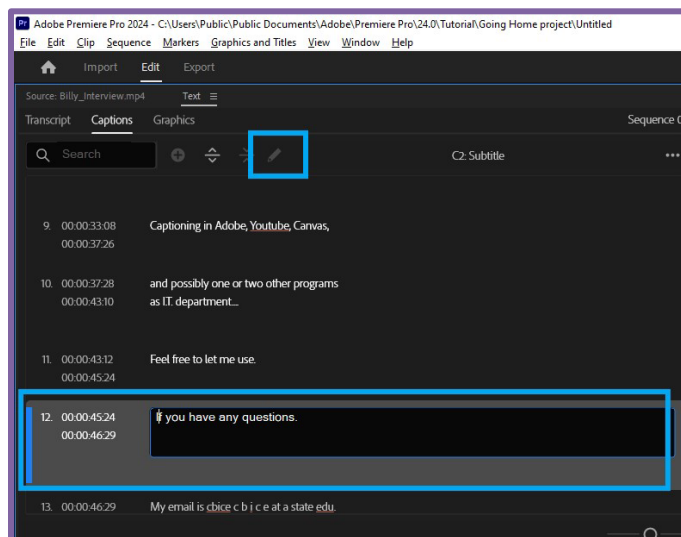 Pr Adobe Premiere Pro 2024 - C:\Users\Public\Public Documents\Adobe\Premiere Pro\24.0\Tutorial\Going Home project\Untitled
File Edit Clip Sequence Markers Graphics and Titles View Window Help
Import Edit Export
Source: Billy_Interview.mp4 Text
Transcript Captions Graphics Sequence
Search C2: Subtitle
9. 00:00:33:08 Captioning in Adobe, Youtube, Canvas,
00:00:37:26
10. 00:00:37:28 and possibly one or two other programs
00:00:43:10 as I.T. department...
11. 00:00:43:12 Feel free to let me use.
00:00:45:24
12. 00:00:45:24 If you have any questions.
00:00:46:29
13. 00:00:46:29 My email is cbice c b j c e at a state edu.